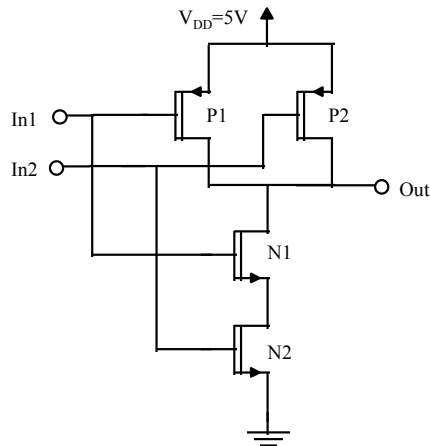 V_DD=5V
In1
P1
P2
In2
Out
N1
N2